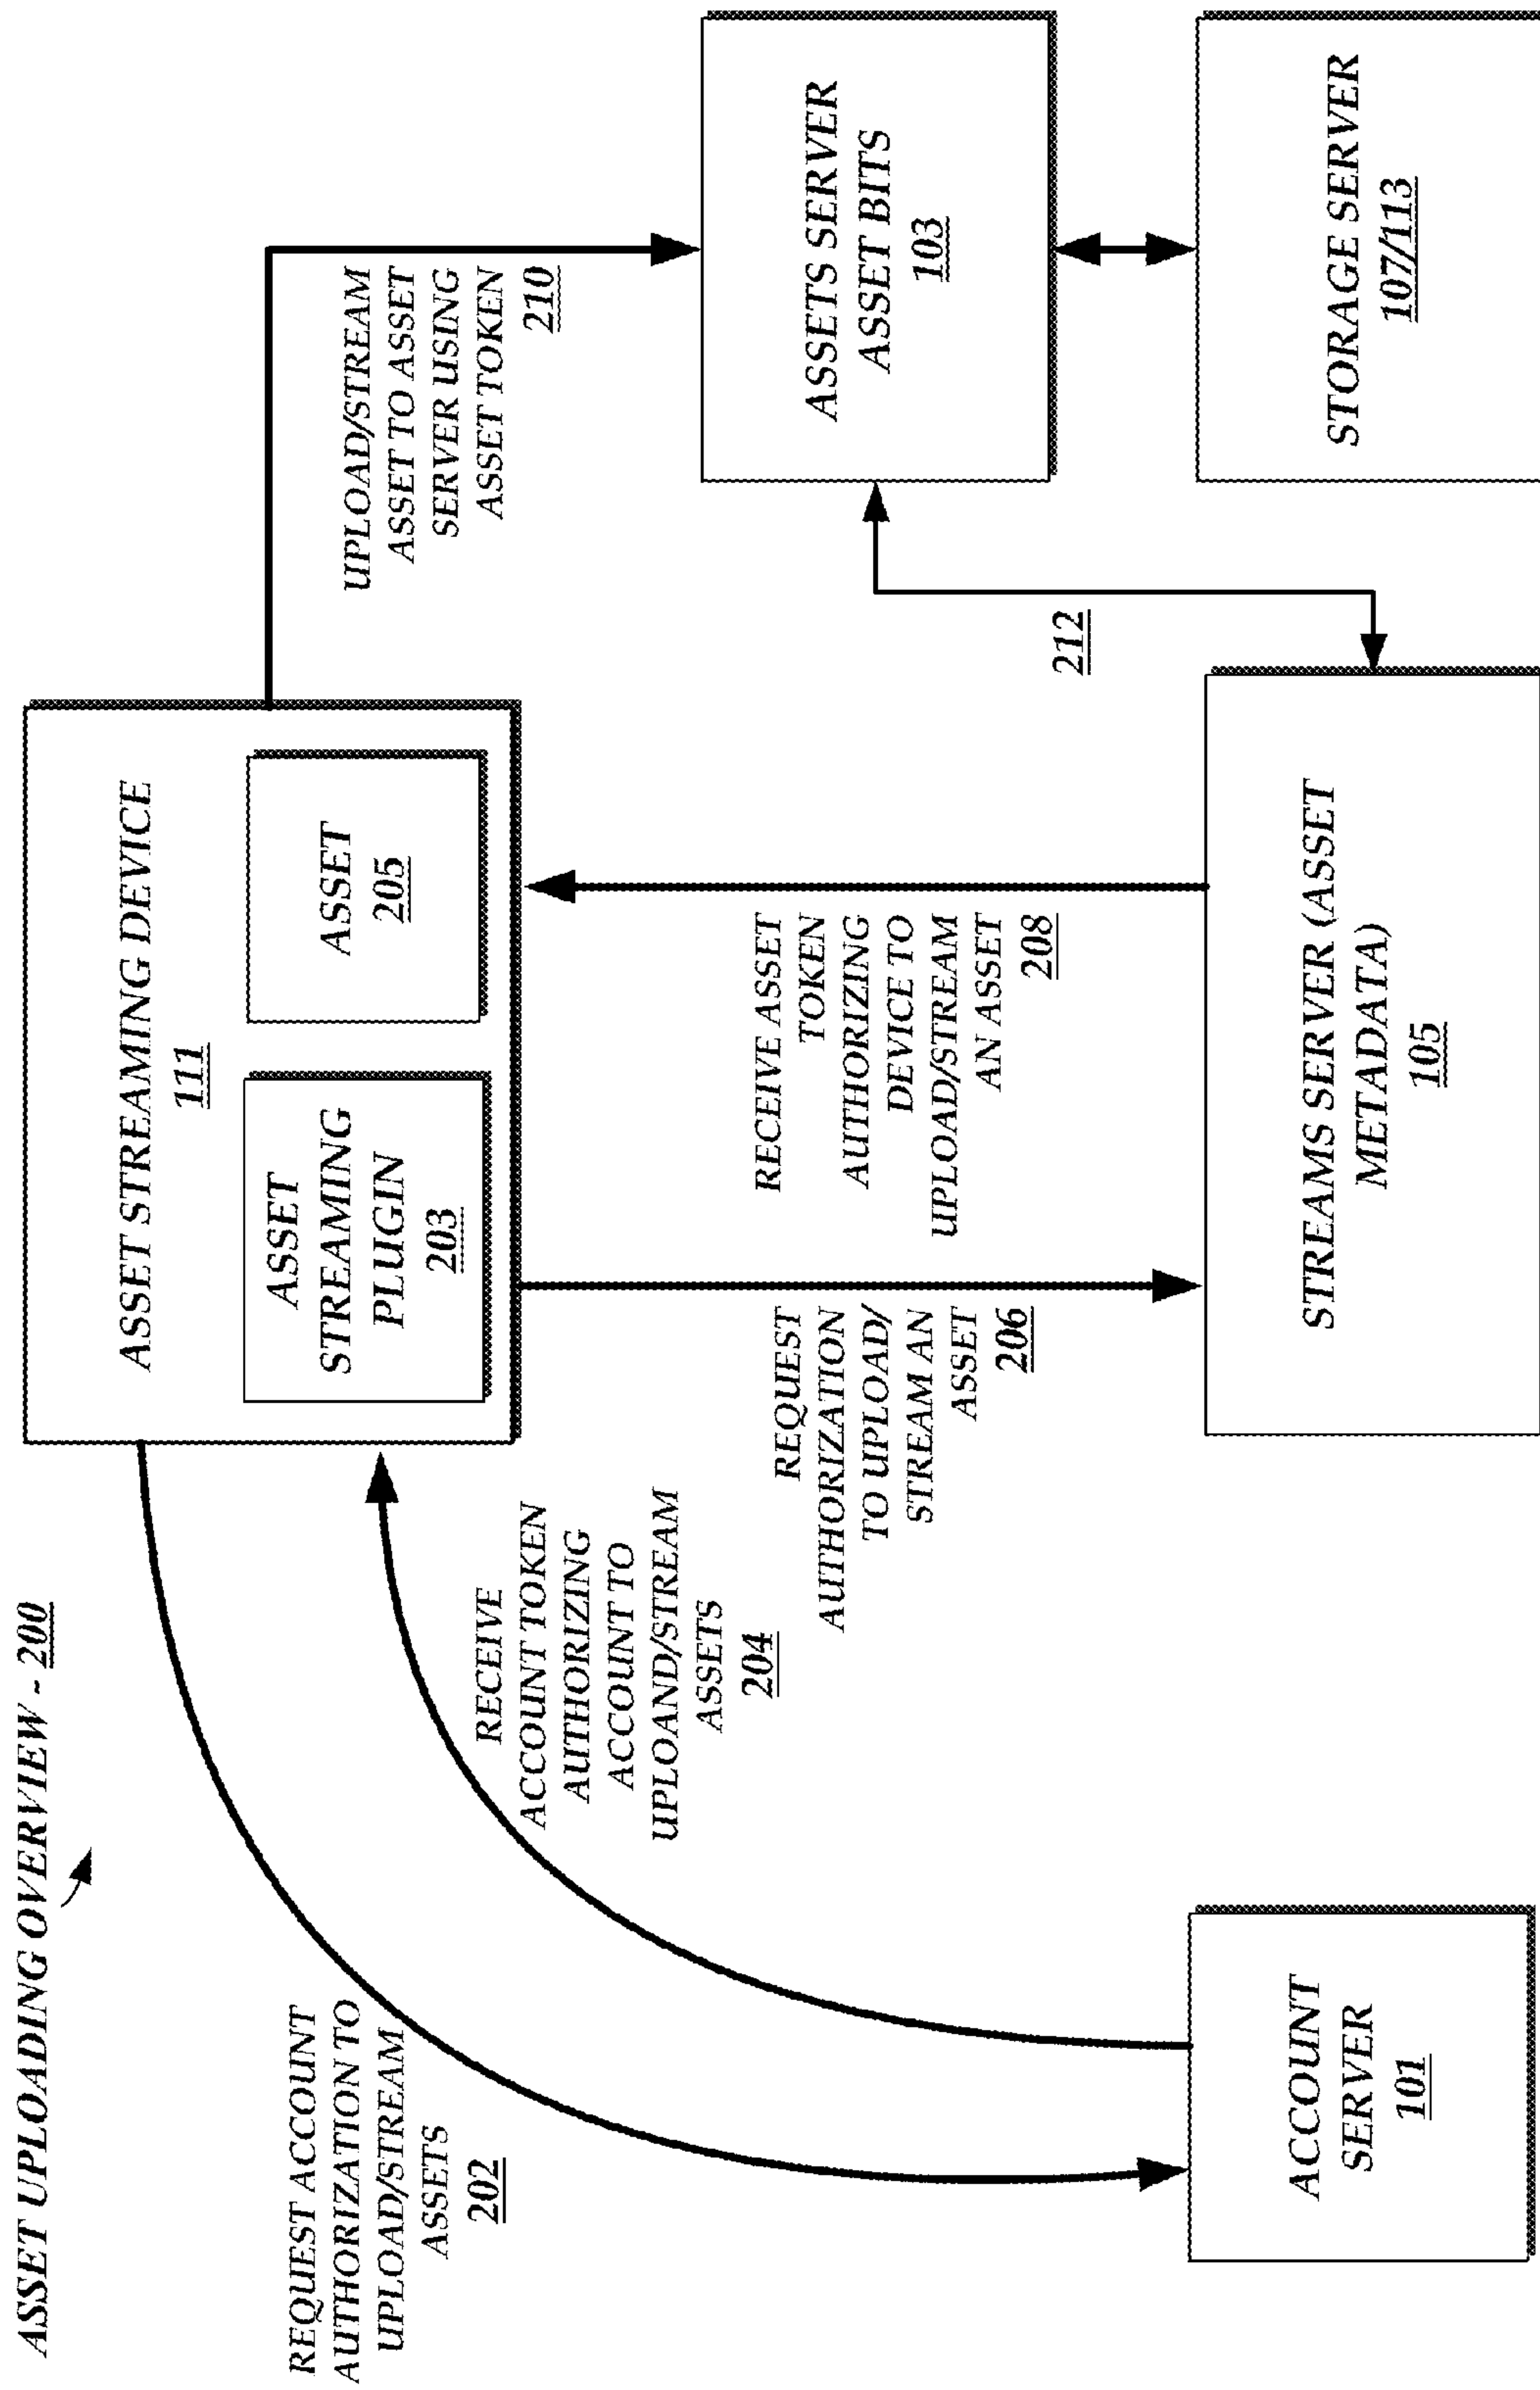 ASSET UPLOADING OVERVIEW - 200
REQUEST ACCOUNT
AUTHORIZATION TO
UPLOAD/STREAM
ASSETS
202
RECEIVE
ACCOUNT TOKEN
AUTHORIZING
ACCOUNT TO
UPLOAND/STREAM
ASSETS
204
ASSET STREAMING DEVICE
111
ASSET
STREAMING
PLUGIN
203
ASSET
205
UPLOAD/STREAM
ASSET TO ASSET
SERVER USING
ASSET TOKEN
210
REQUEST
AUTHORIZATION
TO UPLOAD/
STREAM AN
ASSET
206
RECEIVE ASSET
TOKEN
AUTHORIZING
DEVICE TO
UPLOAD/STREAM
AN ASSET
208
212
ASSETS SERVER
ASSET BITS
103
ACCOUNT
SERVER
101
STREAMS SERVER (ASSET
METADATA)
105
STORAGE SERVER
107/113